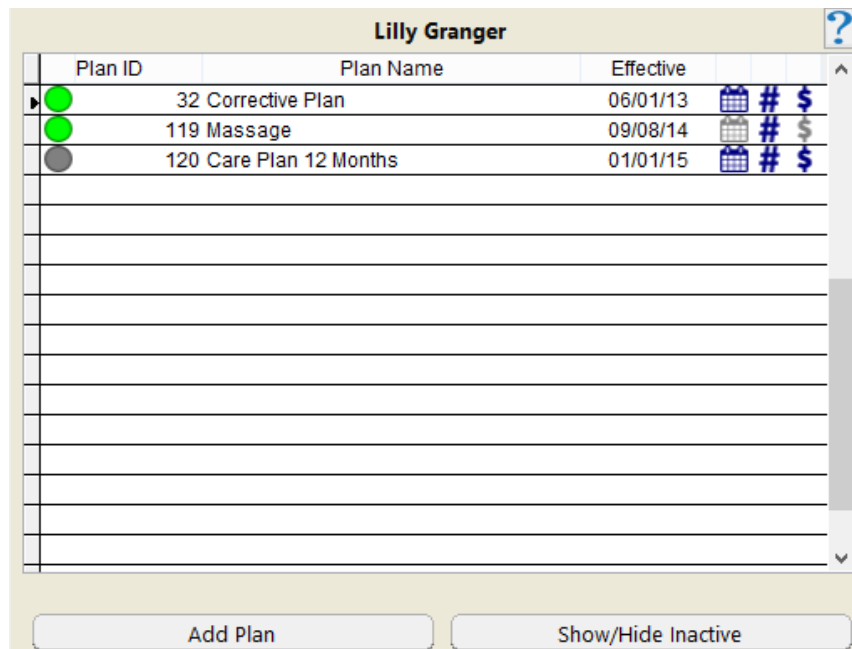 Lilly Granger ?
Plan ID Plan Name Effective
32 Corrective Plan 06/01/13 # $
119 Massage 09/08/14 # $
120 Care Plan 12 Months 01/01/15 # $
Add Plan Show/Hide Inactive